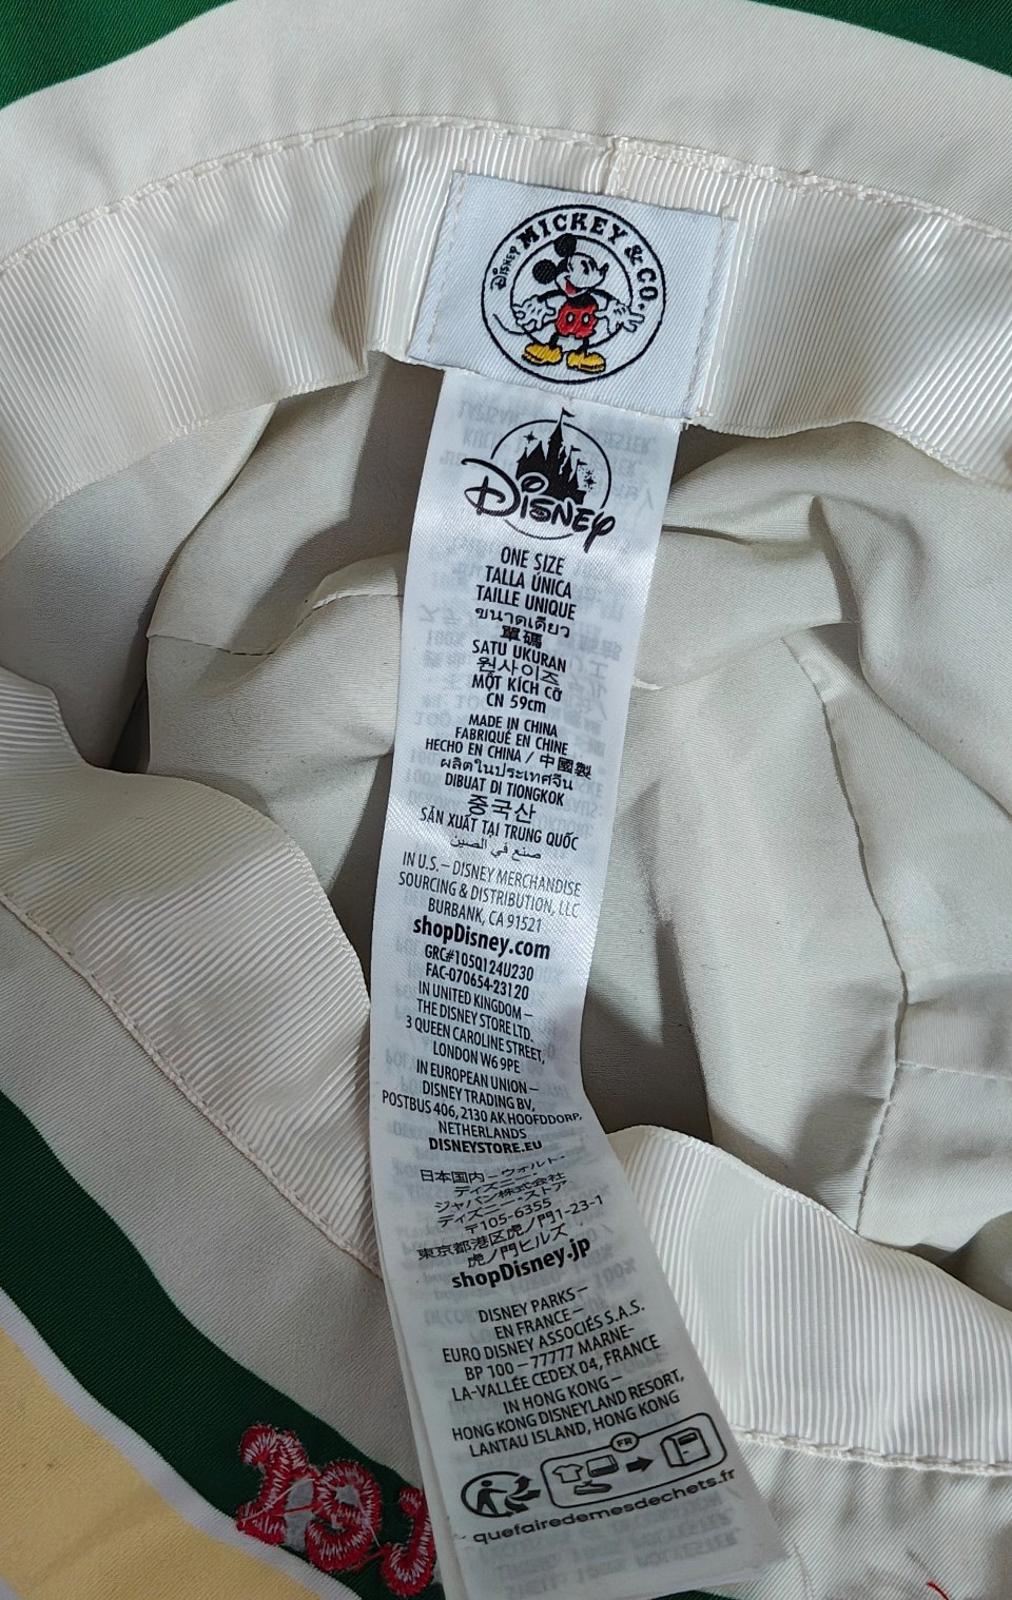 Disney MICKEY & CO.
Disney
ONE SIZE
TALLA ÚNICA
TAILLE UNIQUE
ขนาดเดียว
單碼
SATU UKURAN
원사이즈
MỘT KÍCH CỠ
CN 59cm
MADE IN CHINA
FABRIQUÉ EN CHINE
HECHO EN CHINA / 中國製
ผลิตในประเทศจีน
DIBUAT DI TIONGKOK
중국산
SẢN XUẤT TẠI TRUNG QUỐC
صنع في الصين
IN U.S. – DISNEY MERCHANDISE
SOURCING & DISTRIBUTION, LLC
BURBANK, CA 91521
shopDisney.com
GRC#105Q124U230
FAC-070654-23120
IN UNITED KINGDOM –
THE DISNEY STORE LTD.
3 QUEEN CAROLINE STREET,
LONDON W6 9PE
IN EUROPEAN UNION –
DISNEY TRADING BV,
POSTBUS 406, 2130 AK HOOFDDORP,
NETHERLANDS
DISNEYSTORE.EU
日本国内 – ウォルト・
ディズニー・
ジャパン株式会社
ディズニー・ストア
〒105-6355
東京都港区虎ノ門1-23-1
虎ノ門ヒルズ
shopDisney.jp
DISNEY PARKS –
EN FRANCE –
EURO DISNEY ASSOCIÉS S.A.S.
BP 100 – 77777 MARNE-
LA-VALLÉE CEDEX 04, FRANCE
IN HONG KONG –
HONG KONG DISNEYLAND RESORT,
LANTAU ISLAND, HONG KONG
FR
quefairedemesdechets.fr